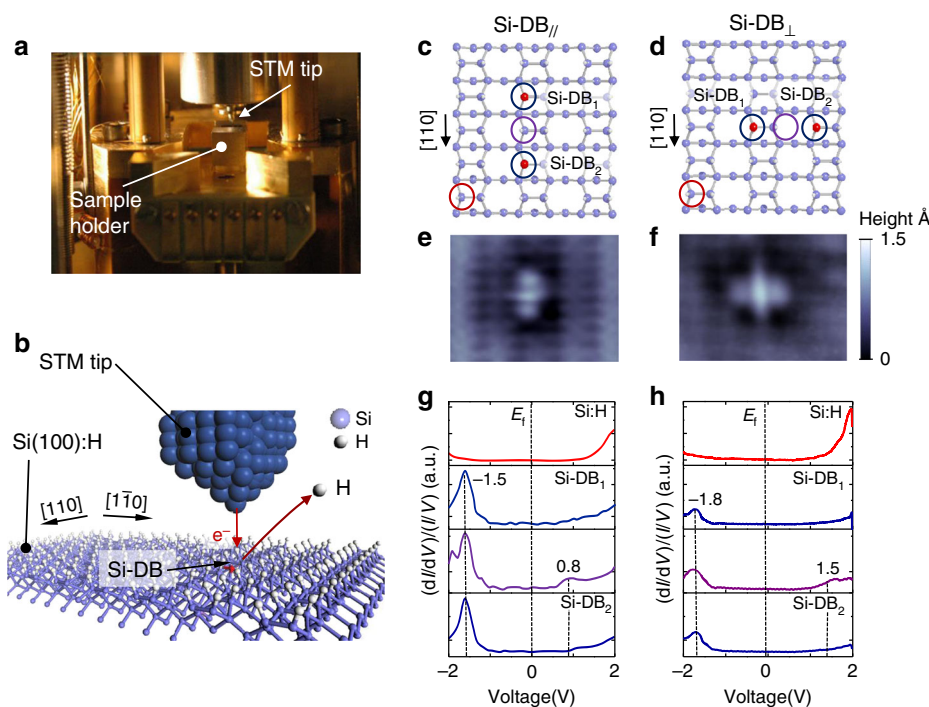 a
STM tip
Sample
holder
b
STM tip
Si
H
Si(100):H
H
[110]
[11̅0]
e⁻
Si-DB
Si-DB//
c
Si-DB₁
[110]
Si-DB₂
Si-DB⊥
d
Si-DB₁
Si-DB₂
[110]
e
f
Height Å
1.5
0
g
Ef
Si:H
Si-DB₁
−1.5
0.8
Si-DB₂
(dI/dV)/(I/V) (a.u.)
−2
0
2
Voltage(V)
h
Ef
Si:H
Si-DB₁
−1.8
1.5
Si-DB₂
(dI/dV)/(I/V) (a.u.)
−2
0
2
Voltage(V)